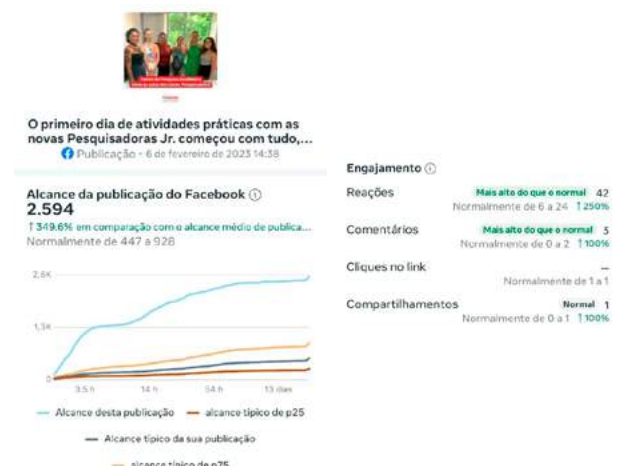 O primeiro dia de atividades práticas com as
novas Pesquisadoras Jr. começou com tudo,...
Publicação • 6 de fevereiro de 2023 14:38
Alcance da publicação do Facebook
2.594
↑ 349.6% em comparação com o alcance médio de publica...
Normalmente de 447 a 928
2,6K
1,3K
0
3.5 h 14 h 54 h 13 dias
Alcance desta publicação alcance típico de p25
Alcance típico da sua publicação
alcance típico de p75
Engajamento
Reações Mais alto do que o normal 42
Normalmente de 6 a 24 ↑ 250%
Comentários Mais alto do que o normal 3
Normalmente de 0 a 2 ↑ 100%
Cliques no link --
Normalmente de 1 a 1
Compartilhamentos Normal 1
Normalmente de 0 a 1 ↑ 100%